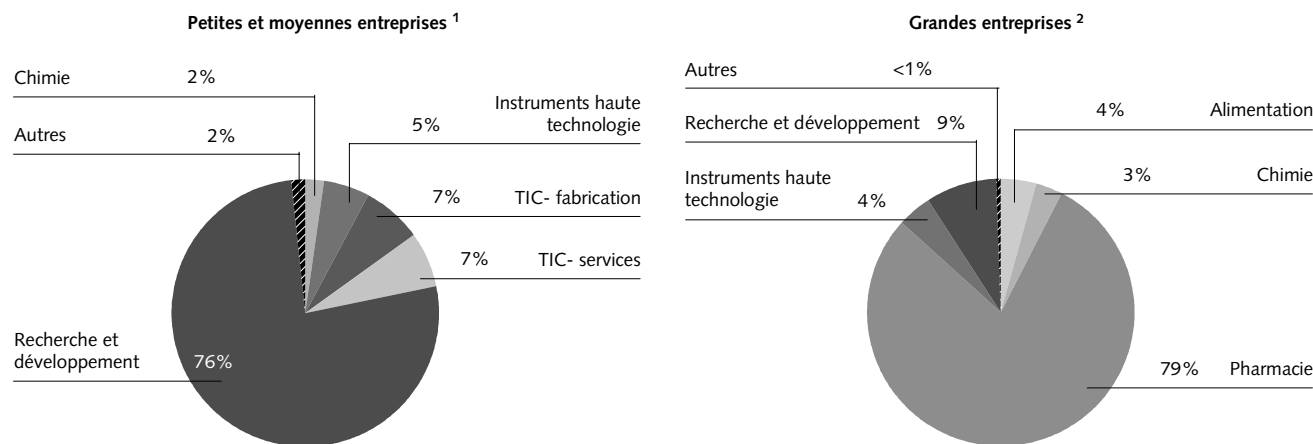 Petites et moyennes entreprises ¹
Chimie 2%
Autres 2%
Instruments haute
technologie
5%
7% TIC- fabrication
7% TIC- services
Recherche et
développement 76%
Grandes entreprises ²
Autres <1%
Recherche et développement 9%
Instruments haute
technologie 4%
4% Alimentation
3% Chimie
79% Pharmacie